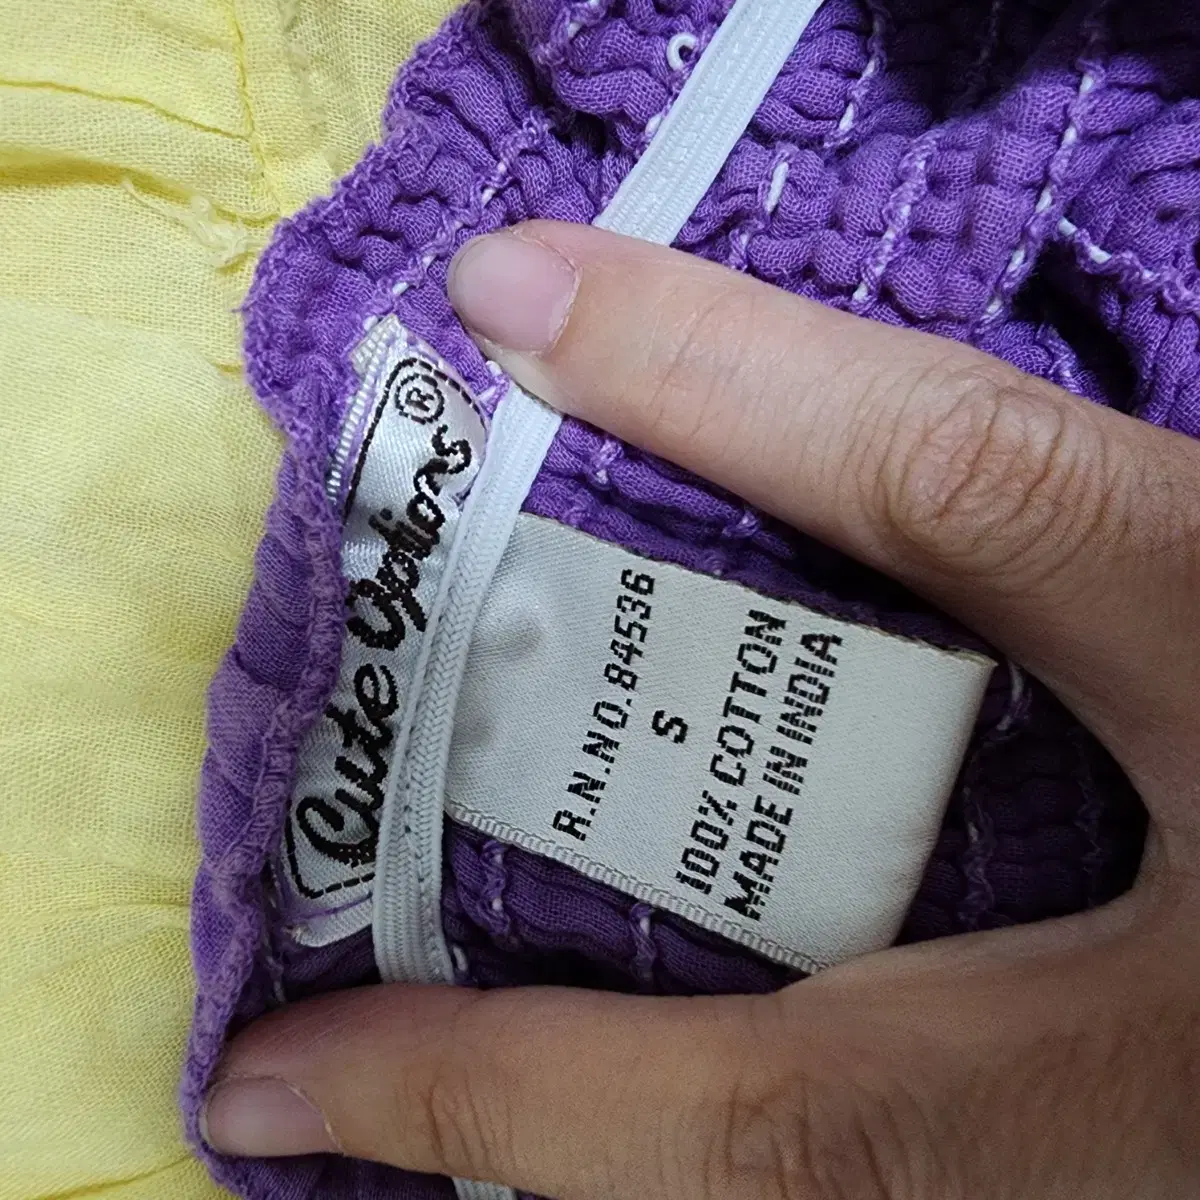 Cute Options®
R.N.NO.84536
S
100% COTTON
MADE IN INDIA